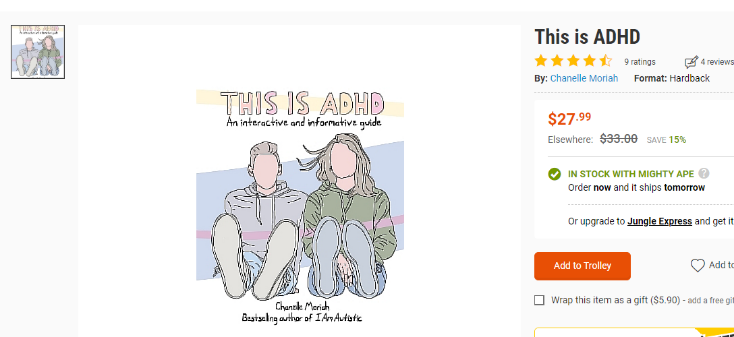 THIS IS ADHD
An interactive and informative guide
Chanelle Moriah
Bestselling author of I Am Autistic
This is ADHD
9 ratings
4 reviews
By: Chanelle Moriah Format: Hardback
$27.99
Elsewhere: $33.00 SAVE 15%
IN STOCK WITH MIGHTY APE ?
Order now and it ships tomorrow
Or upgrade to Jungle Express and get it
Add to Trolley
Add to
Wrap this item as a gift ($5.90) - add a free